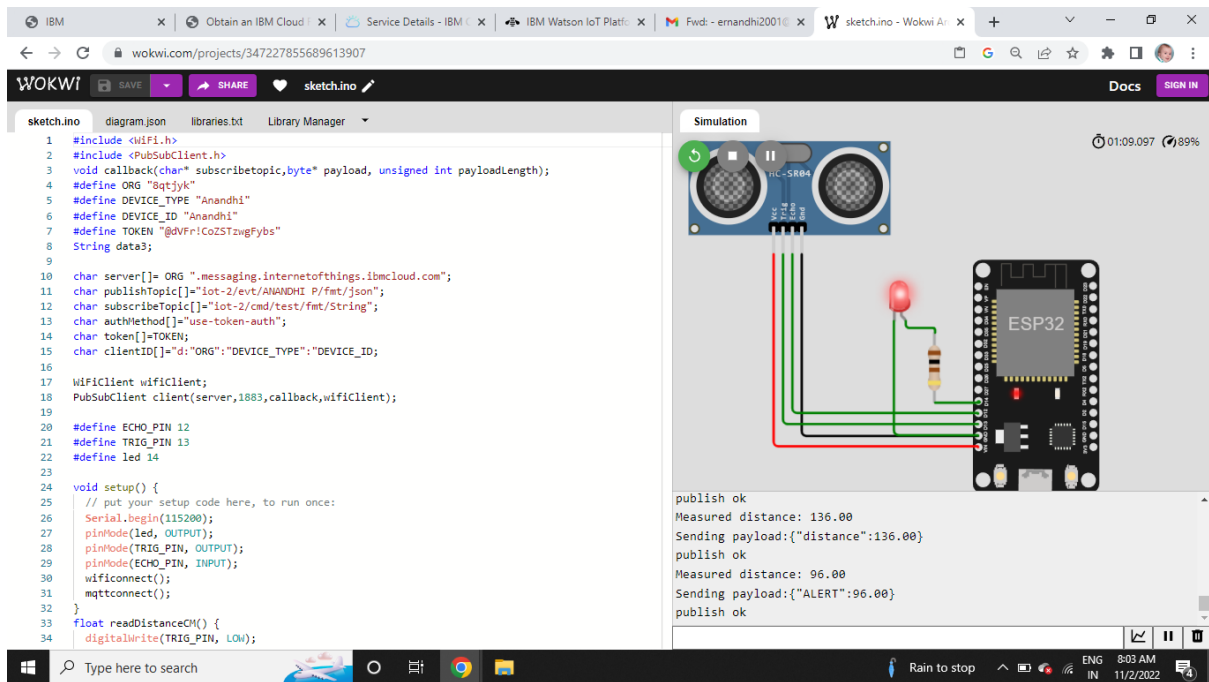 IBM
Obtain an IBM Cloud
Service Details - IBM
IBM Watson IoT Platfo
Fwd: - ernandhi2001@
sketch.ino - Wokwi Ar
wokwi.com/projects/347227855689613907
WOKWI
SAVE
SHARE
sketch.ino
Docs
SIGN IN
sketch.ino diagram.json libraries.txt Library Manager
1 #include <WiFi.h>
2 #include <PubSubClient.h>
3 void callback(char* subscribetopic,byte* payload, unsigned int payloadLength);
4 #define ORG "8qtjyk"
5 #define DEVICE_TYPE "Anandhi"
6 #define DEVICE_ID "Anandhi"
7 #define TOKEN "@dVFr!CoZSTzwgFybs"
8 String data3;
9
10 char server[]= ORG ".messaging.internetofthings.ibmcloud.com";
11 char publishTopic[]="iot-2/evt/ANANDHI P/fmt/json";
12 char subscribeTopic[]="iot-2/cmd/test/fmt/String";
13 char authMethod[]="use-token-auth";
14 char token[]=TOKEN;
15 char clientID[]="d:"ORG":"DEVICE_TYPE":"DEVICE_ID;
16
17 WiFiClient wifiClient;
18 PubSubClient client(server,1883,callback,wifiClient);
19
20 #define ECHO_PIN 12
21 #define TRIG_PIN 13
22 #define led 14
23
24 void setup() {
25 // put your setup code here, to run once:
26 Serial.begin(115200);
27 pinMode(led, OUTPUT);
28 pinMode(TRIG_PIN, OUTPUT);
29 pinMode(ECHO_PIN, INPUT);
30 wificonnect();
31 mqttconnect();
32 }
33 float readDistanceCM() {
34 digitalWrite(TRIG_PIN, LOW);
Simulation
01:09.097 89%
HC-SR04
Vcc
Trig
Echo
Gnd
ESP32
publish ok
Measured distance: 136.00
Sending payload:{"distance":136.00}
publish ok
Measured distance: 96.00
Sending payload:{"ALERT":96.00}
publish ok
Type here to search
Rain to stop
ENG
IN
8:03 AM
11/2/2022
4